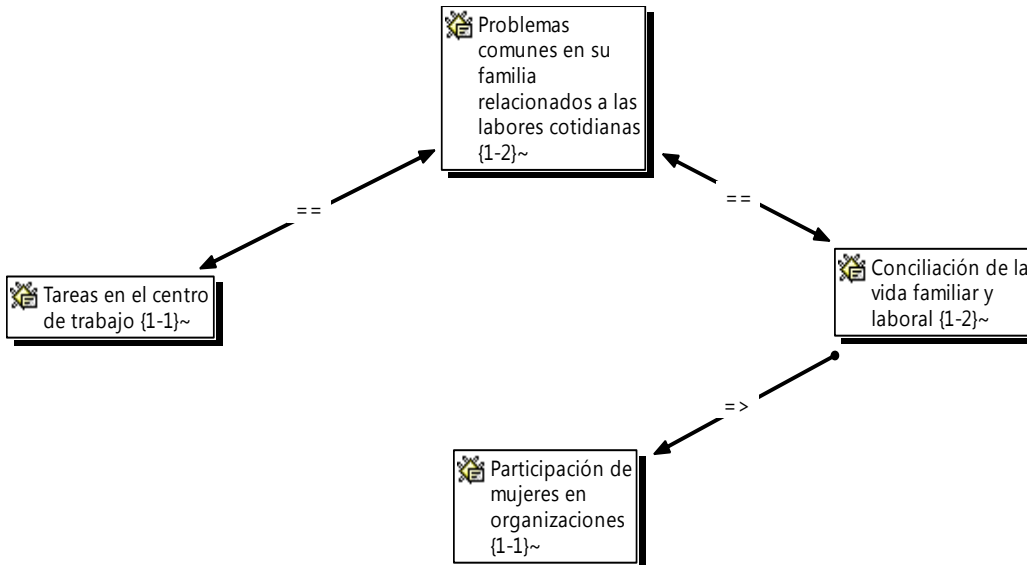 Problemas
comunes en su
familia
relacionados a las
labores cotidianas
{1-2}~
==
==
Tareas en el centro
de trabajo {1-1}~
Conciliación de la
vida familiar y
laboral {1-2}~
=>
Participación de
mujeres en
organizaciones
{1-1}~